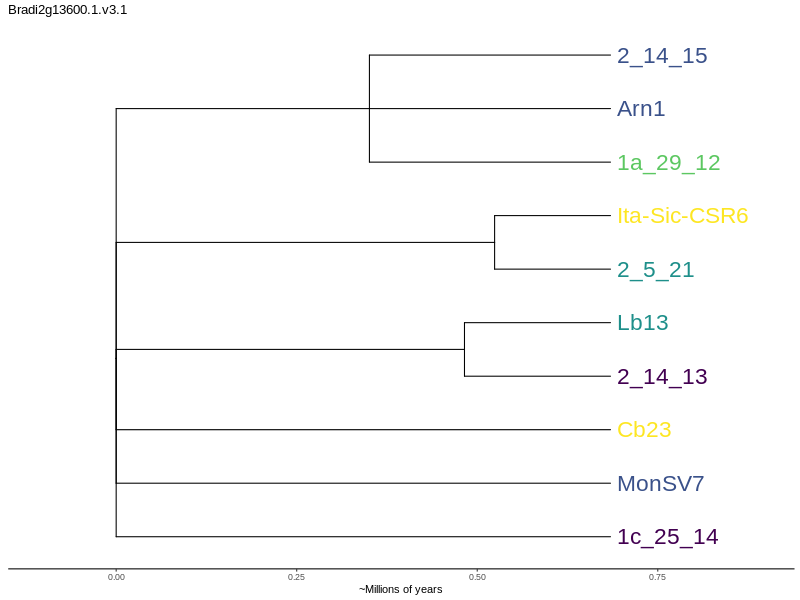 Bradi2g13600.1.v3.1
2_14_15
Arn1
1a_29_12
Ita-Sic-CSR6
2_5_21
Lb13
2_14_13
Cb23
MonSV7
1c_25_14
0.00 0.25 0.50 0.75
~Millions of years